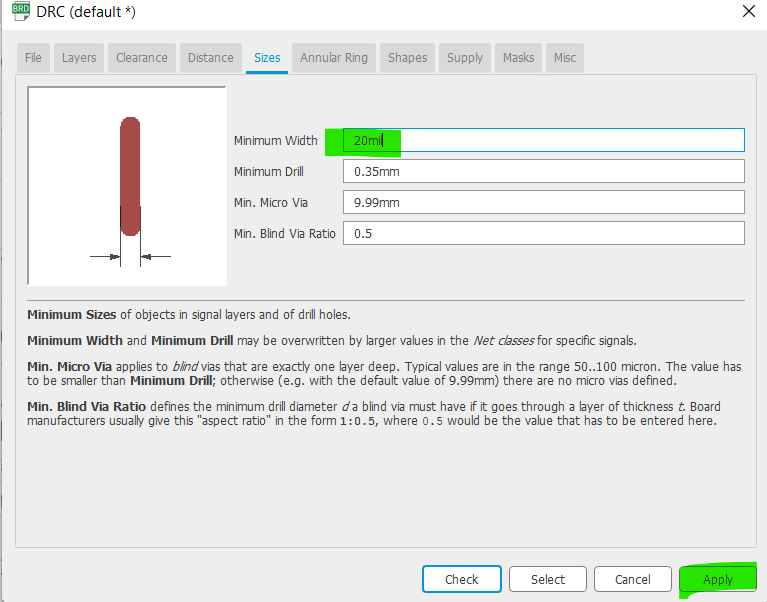 BRD
DRC (default *)
File Layers Clearance Distance Sizes Annular Ring Shapes Supply Masks Misc
Minimum Width 20mil
Minimum Drill 0.35mm
Min. Micro Via 9.99mm
Min. Blind Via Ratio 0.5
Minimum Sizes of objects in signal layers and of drill holes.
Minimum Width and Minimum Drill may be overwritten by larger values in the Net classes for specific signals.
Min. Micro Via applies to blind vias that are exactly one layer deep. Typical values are in the range 50..100 micron. The value has
to be smaller than Minimum Drill; otherwise (e.g. with the default value of 9.99mm) there are no micro vias defined.
Min. Blind Via Ratio defines the minimum drill diameter d a blind via must have if it goes through a layer of thickness t. Board
manufacturers usually give this "aspect ratio" in the form 1:0.5, where 0.5 would be the value that has to be entered here.
Check Select Cancel Apply